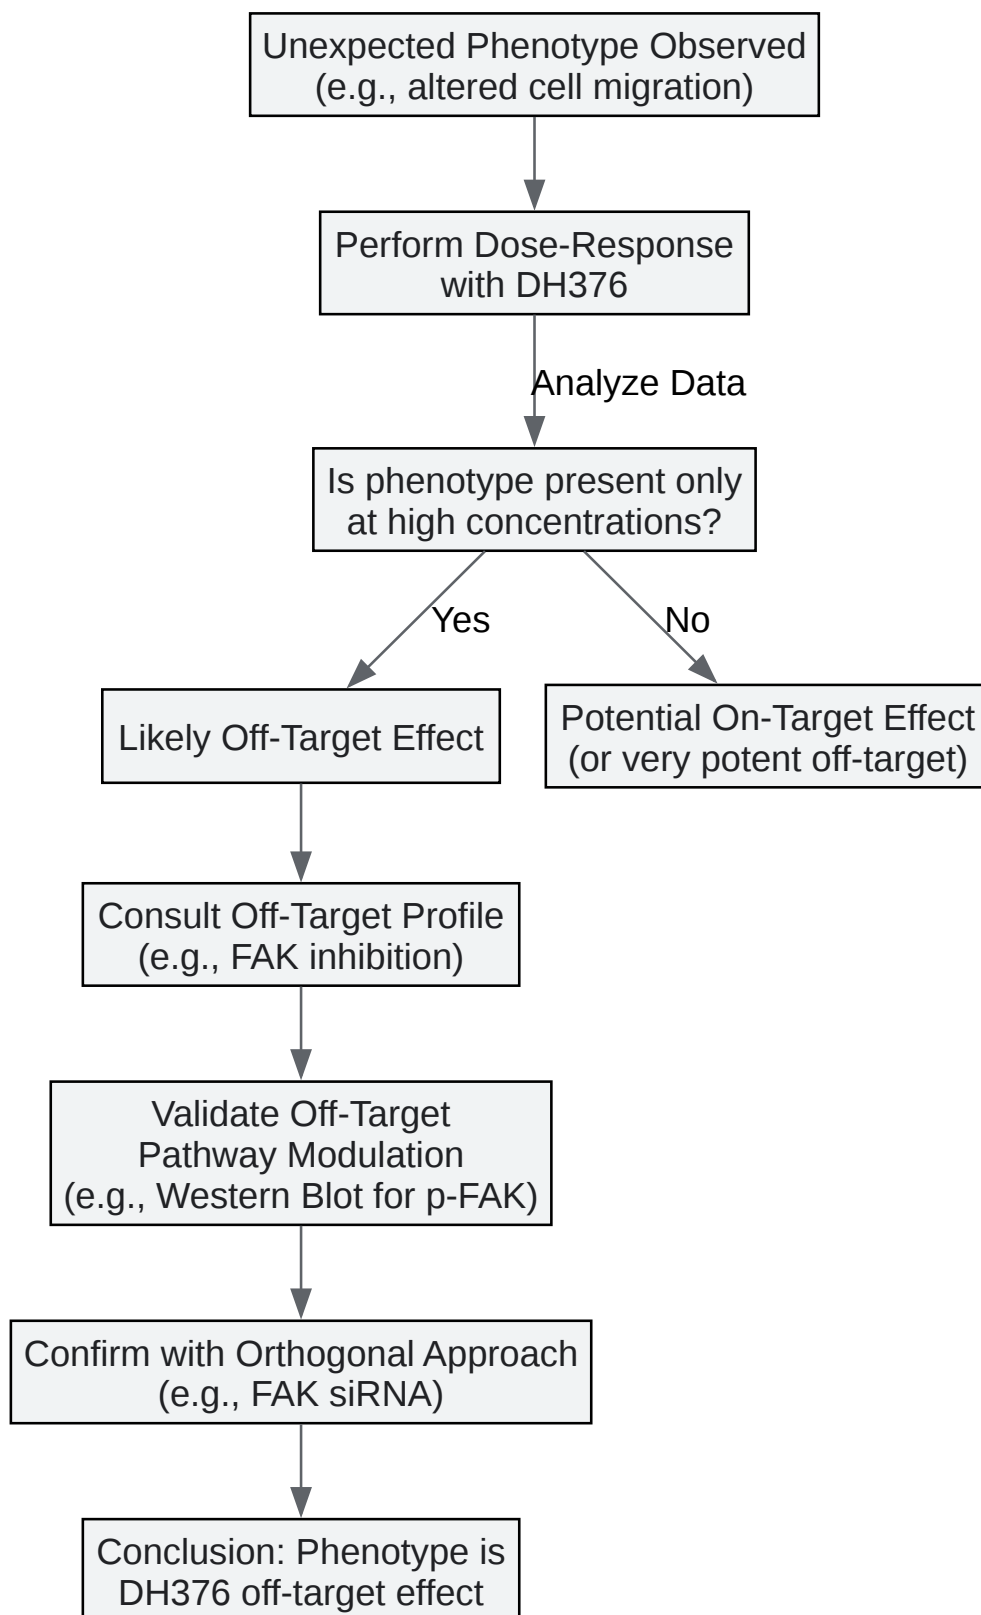 Unexpected Phenotype Observed
(e.g., altered cell migration)
Perform Dose-Response
with DH376
Analyze Data
Is phenotype present only
at high concentrations?
Yes
No
Likely Off-Target Effect
Potential On-Target Effect
(or very potent off-target)
Consult Off-Target Profile
(e.g., FAK inhibition)
Validate Off-Target
Pathway Modulation
(e.g., Western Blot for p-FAK)
Confirm with Orthogonal Approach
(e.g., FAK siRNA)
Conclusion: Phenotype is
DH376 off-target effect